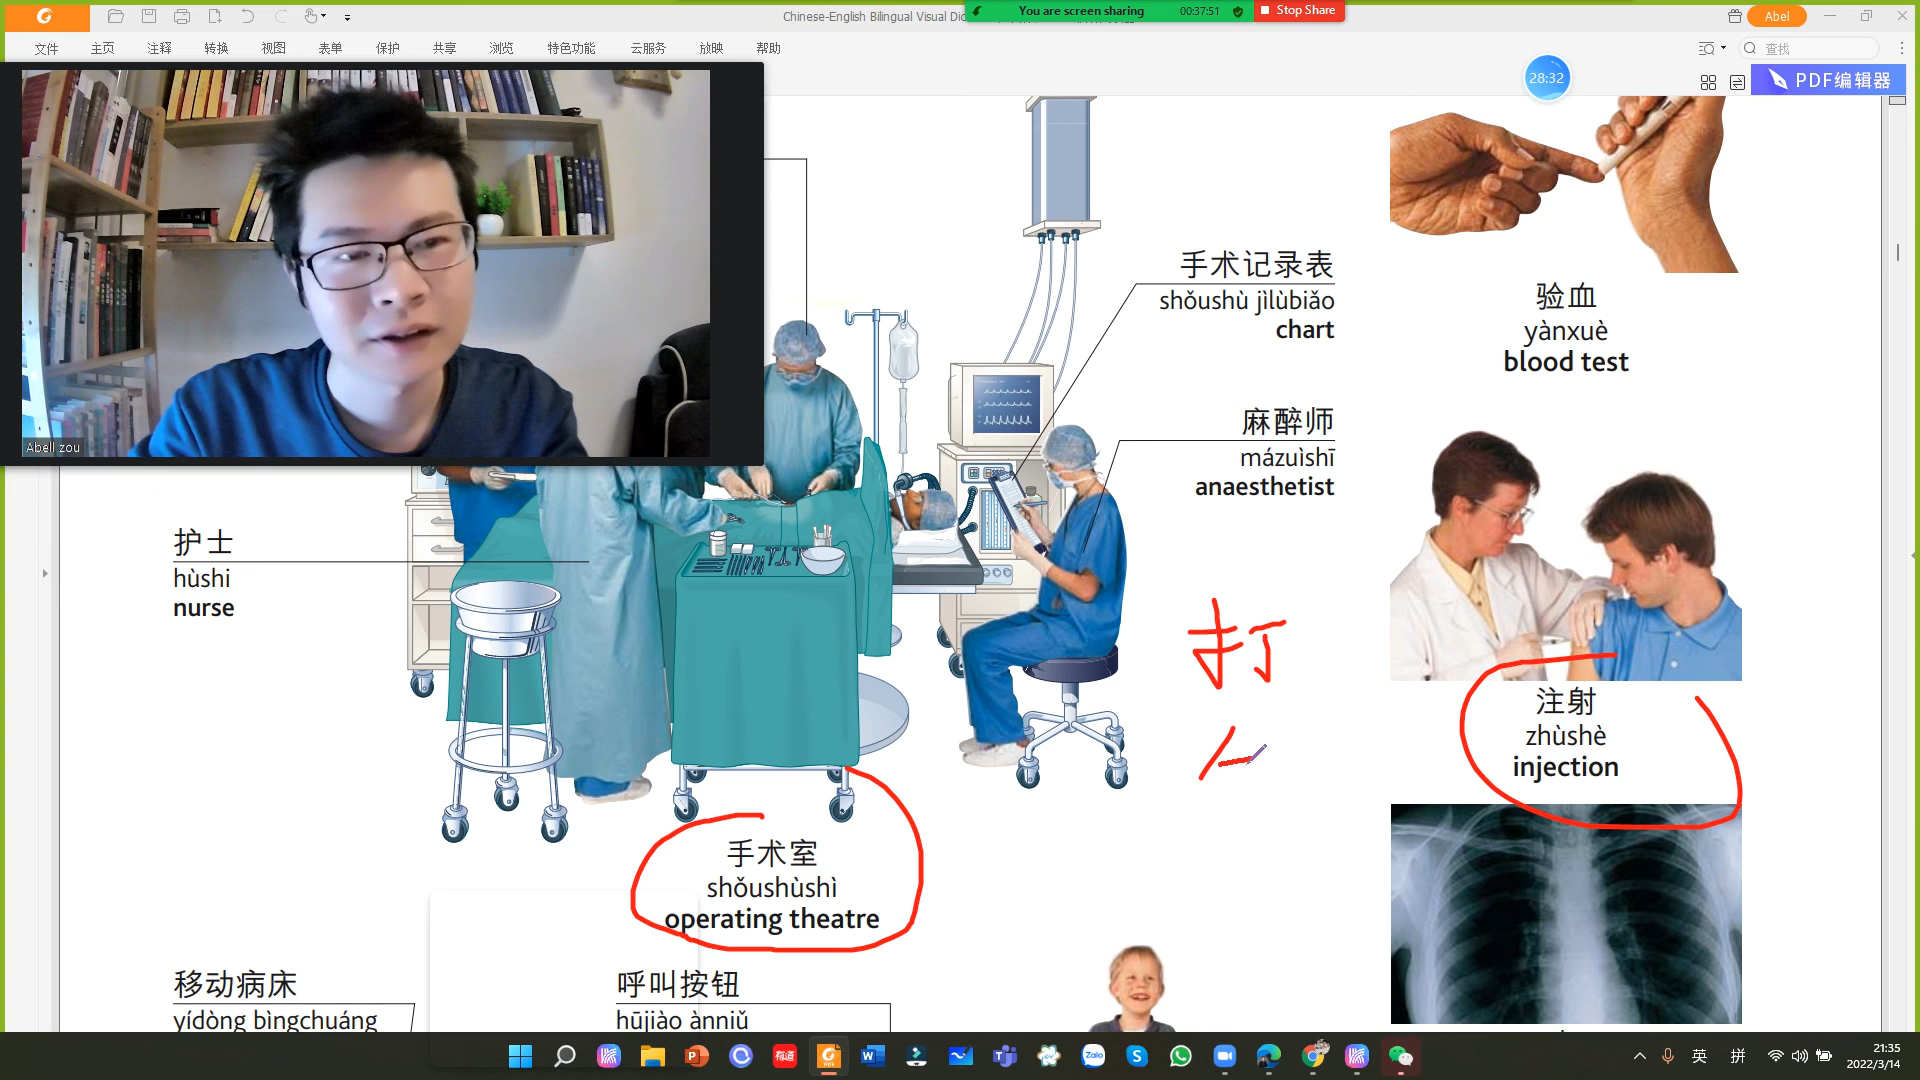 Chinese-English Bilingual Visual Dic
You are screen sharing
00:37:51
Stop Share
Abel
文件 主页 注释 转换 视图 表单 保护 共享 浏览 特色功能 云服务 放映 帮助
查找
28:32
PDF编辑器
Abell zou
手术记录表
shǒushù jìlùbiǎo
chart
验血
yànxuè
blood test
麻醉师
mázuìshī
anaesthetist
护士
hùshi
nurse
打
注射
zhùshè
injection
手术室
shǒushùshì
operating theatre
移动病床
yídòng bìngchuáng
呼叫按钮
hūjiào ànniǔ
有道
Zalo
英
拼
21:35
2022/3/14